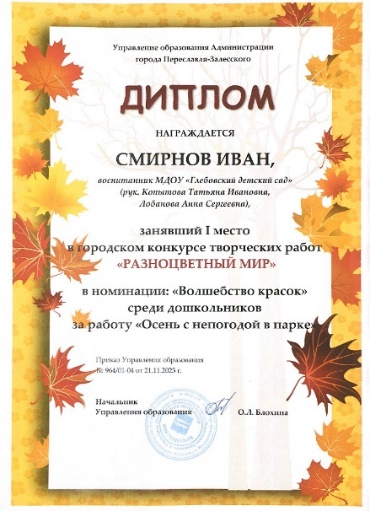 Управление образования Администрации
города Переславля-Залесского
ДИПЛОМ
НАГРАЖДАЕТСЯ
СМИРНОВ ИВАН,
воспитанник МДОУ «Глебовский детский сад»
(рук. Копытова Татьяна Ивановна,
Лобанова Анна Сергеевна),
занявший I место
в городском конкурсе творческих работ
«РАЗНОЦВЕТНЫЙ МИР»
в номинации: «Волшебство красок»
среди дошкольников
за работу «Осень с непогодой в парке»
Приказ Управления образования
№ 964/01-04 от 21.11.2023 г.
Начальник
Управления образования О.Л. Блохина